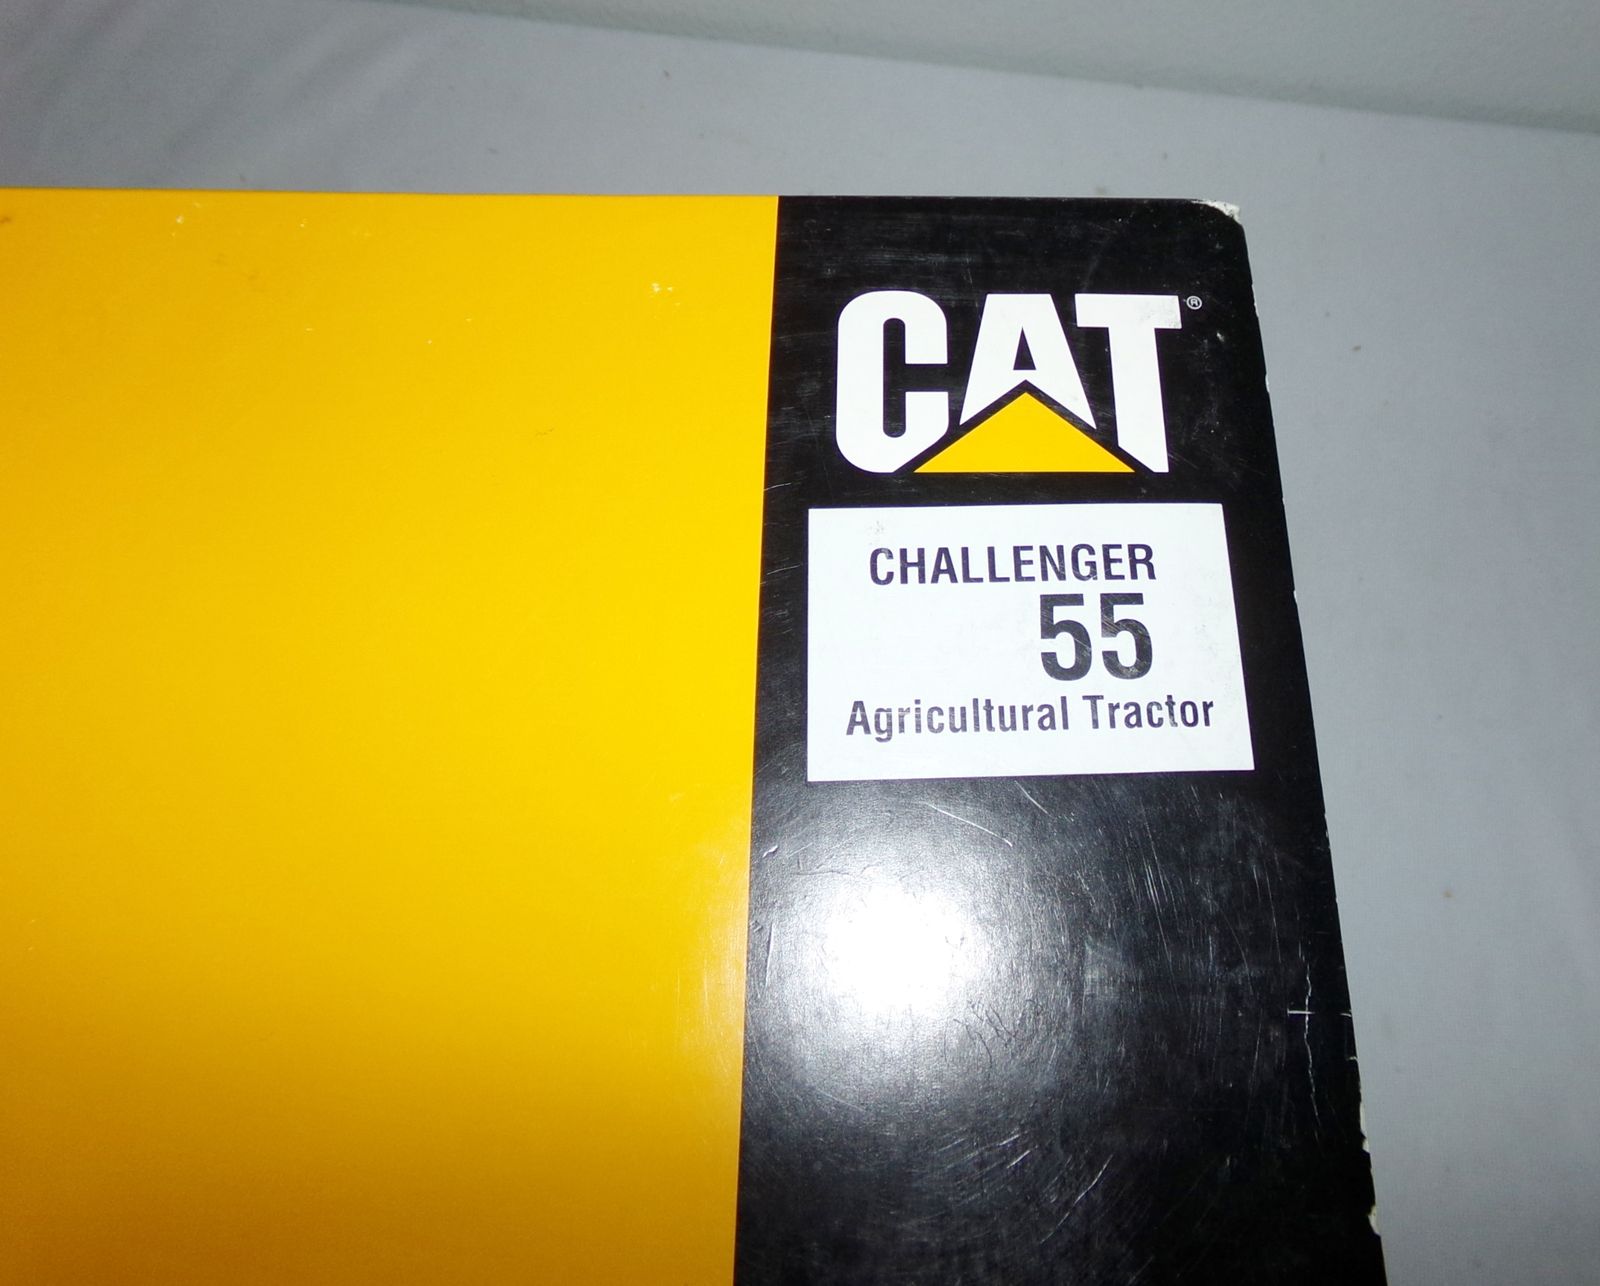 CAT®
CHALLENGER
55
Agricultural Tractor